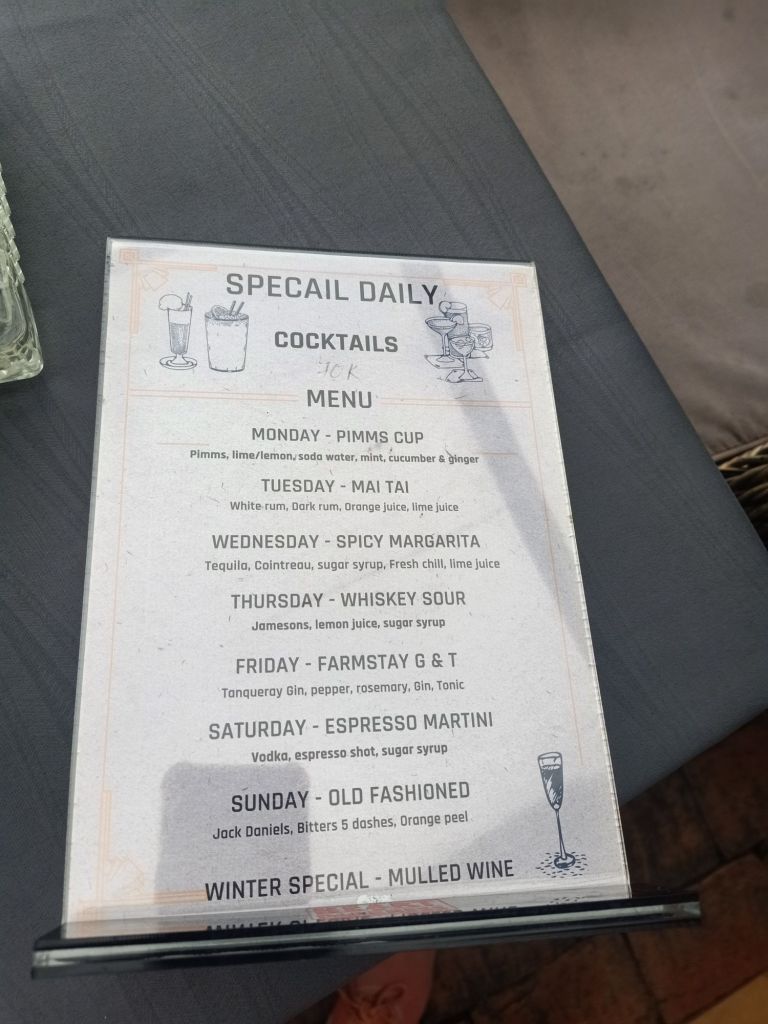 SPECAIL DAILY
COCKTAILS
10K
MENU
MONDAY - PIMMS CUP
Pimms, lime/lemon, soda water, mint, cucumber & ginger
TUESDAY - MAI TAI
White rum, Dark rum, Orange juice, lime juice
WEDNESDAY - SPICY MARGARITA
Tequila, Cointreau, sugar syrup, Fresh chill, lime juice
THURSDAY - WHISKEY SOUR
Jamesons, lemon juice, sugar syrup
FRIDAY - FARMSTAY G & T
Tanqueray Gin, pepper, rosemary, Gin, Tonic
SATURDAY - ESPRESSO MARTINI
Vodka, espresso shot, sugar syrup
SUNDAY - OLD FASHIONED
Jack Daniels, Bitters 5 dashes, Orange peel
WINTER SPECIAL - MULLED WINE